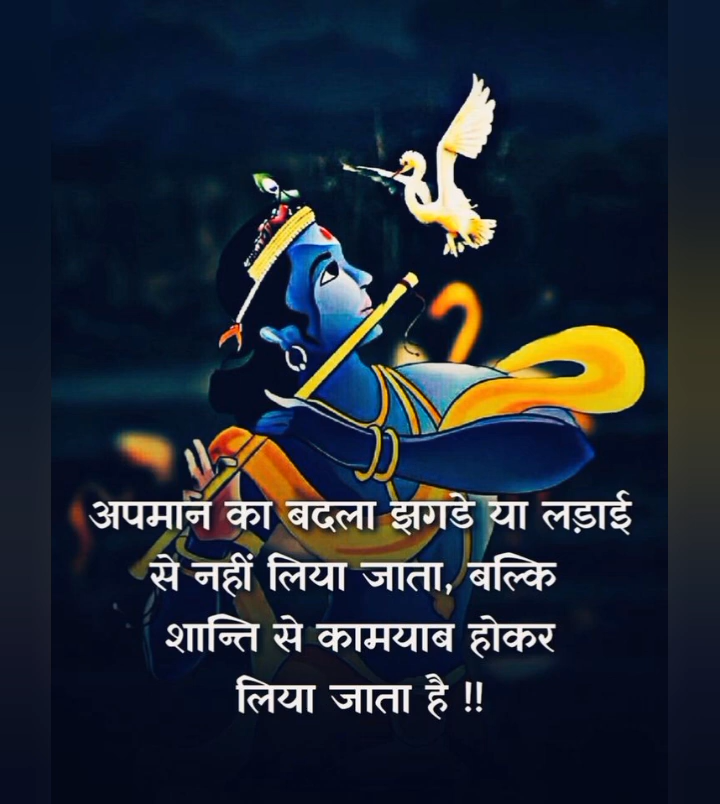 अपमान का बदला झगडे या लड़ाई
से नहीं लिया जाता, बल्कि
शान्ति से कामयाब होकर
लिया जाता है !!